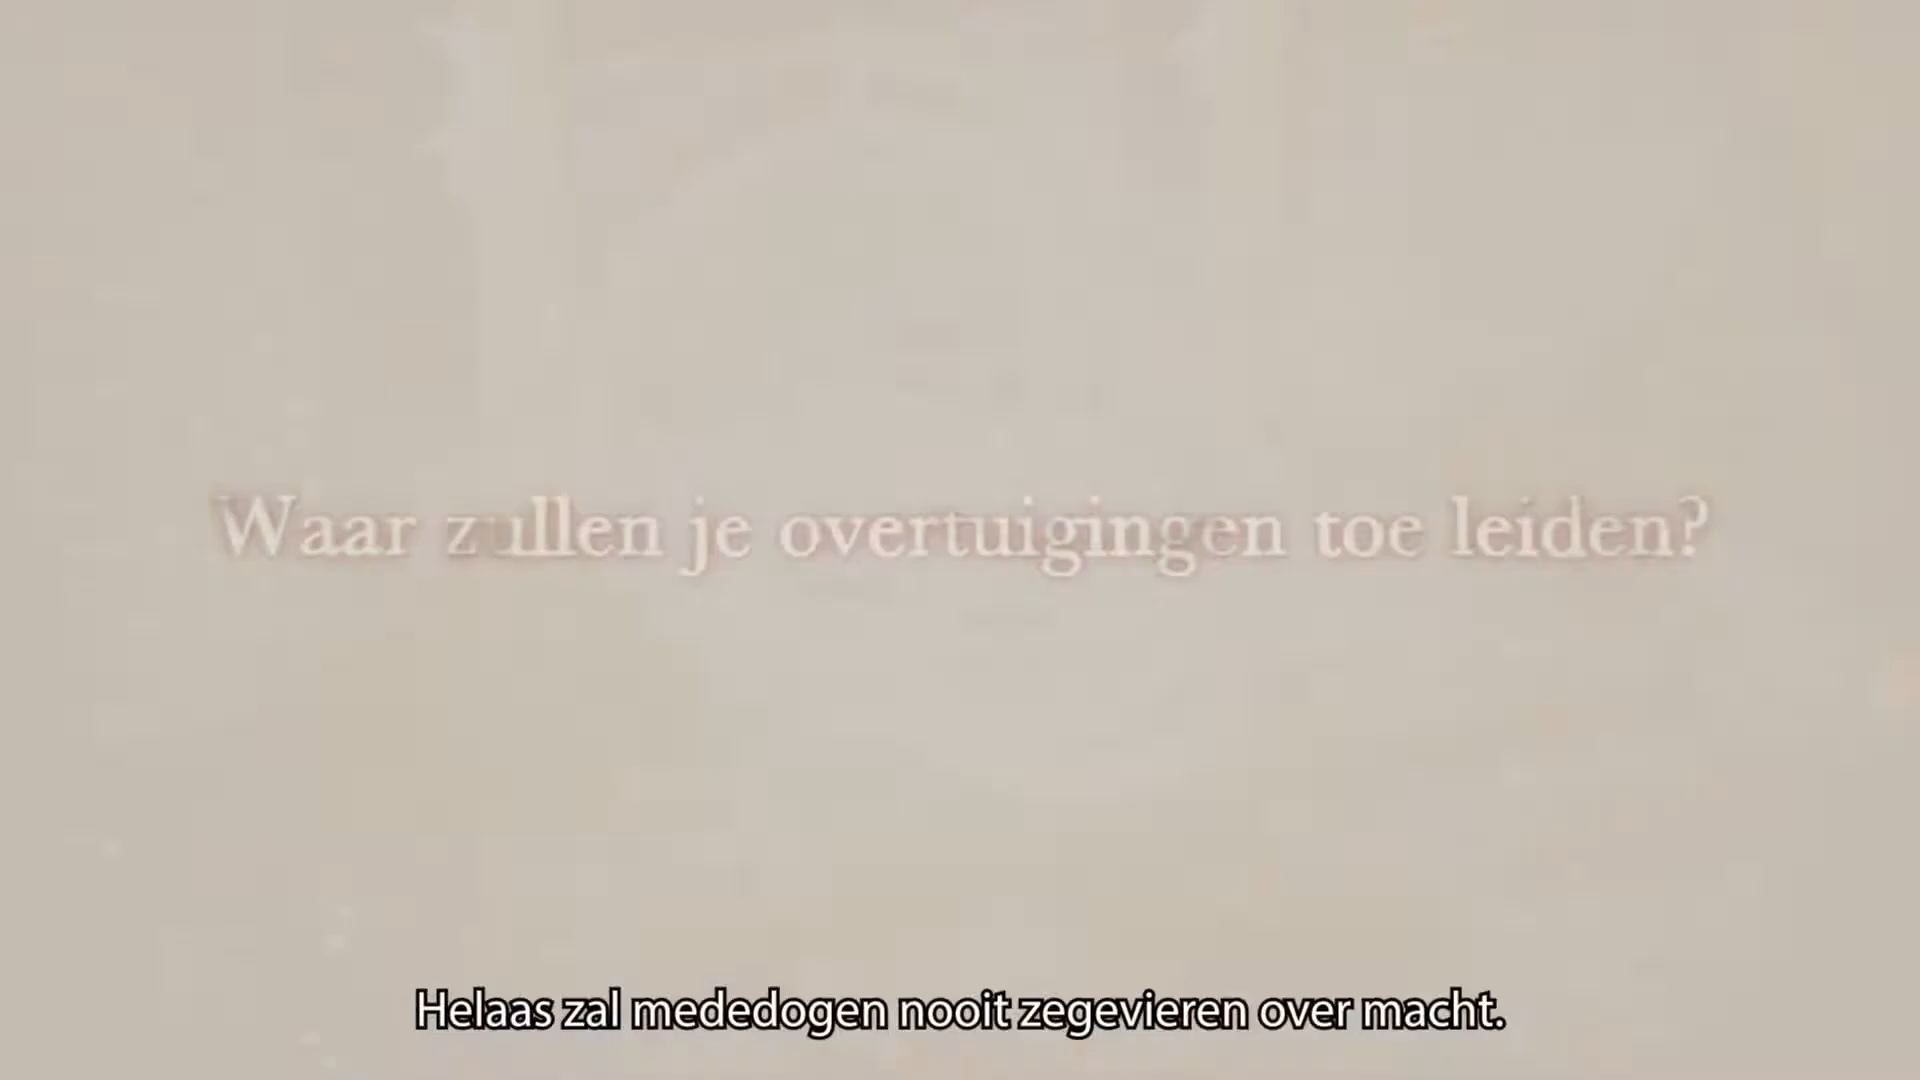 Waar zullen je overtuigingen toe leiden?
Helaas zal mededogen nooit zegevieren over macht.